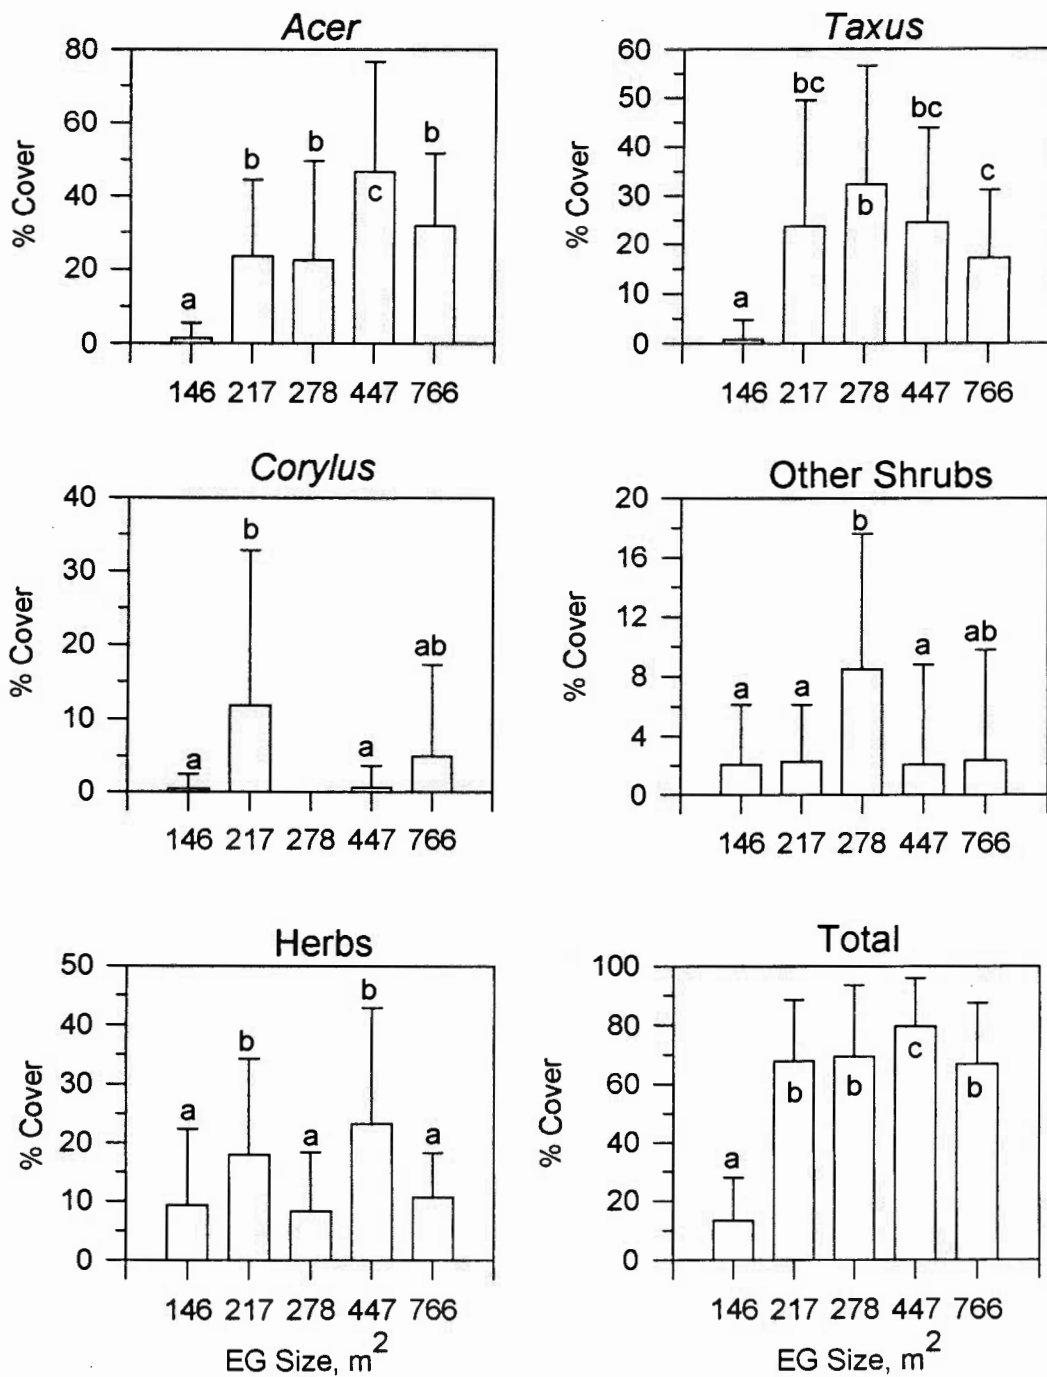 Acer
80
60
40
20
0
% Cover
a
b
b
c
b
146 217 278 447 766
Taxus
60
50
40
30
20
10
0
% Cover
a
bc
b
bc
c
146 217 278 447 766
Corylus
40
30
20
10
0
% Cover
a
b
a
ab
146 217 278 447 766
Other Shrubs
20
16
12
8
4
0
% Cover
a
a
b
a
ab
146 217 278 447 766
Herbs
50
40
30
20
10
0
% Cover
a
b
a
b
a
146 217 278 447 766
EG Size, m²
Total
100
80
60
40
20
0
% Cover
a
b
b
c
b
146 217 278 447 766
EG Size, m²